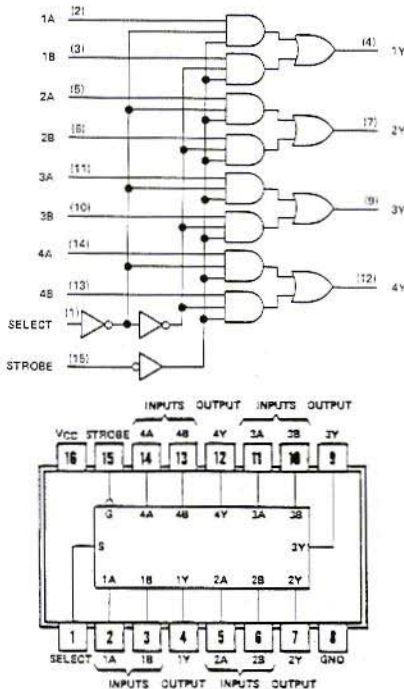 1A (2)
(4) 1Y
1B (3)
2A (5)
(7) 2Y
2B (6)
3A (11)
(9) 3Y
3B (10)
4A (14)
(12) 4Y
4B (13)
SELECT (1)
STROBE (15)
INPUTS OUTPUT INPUTS OUTPUT
VCC STROBE 4A 4B 4Y 3A 3B 3Y
16 15 14 13 12 11 10 9
G 4A 4B 4Y 3A 3B
S 3Y
1A 1B 1Y 2A 2B 2Y
1 2 3 4 5 6 7 8
SELECT 1A 1B 1Y 2A 2B 2Y GND
INPUTS OUTPUT INPUTS OUTPUT